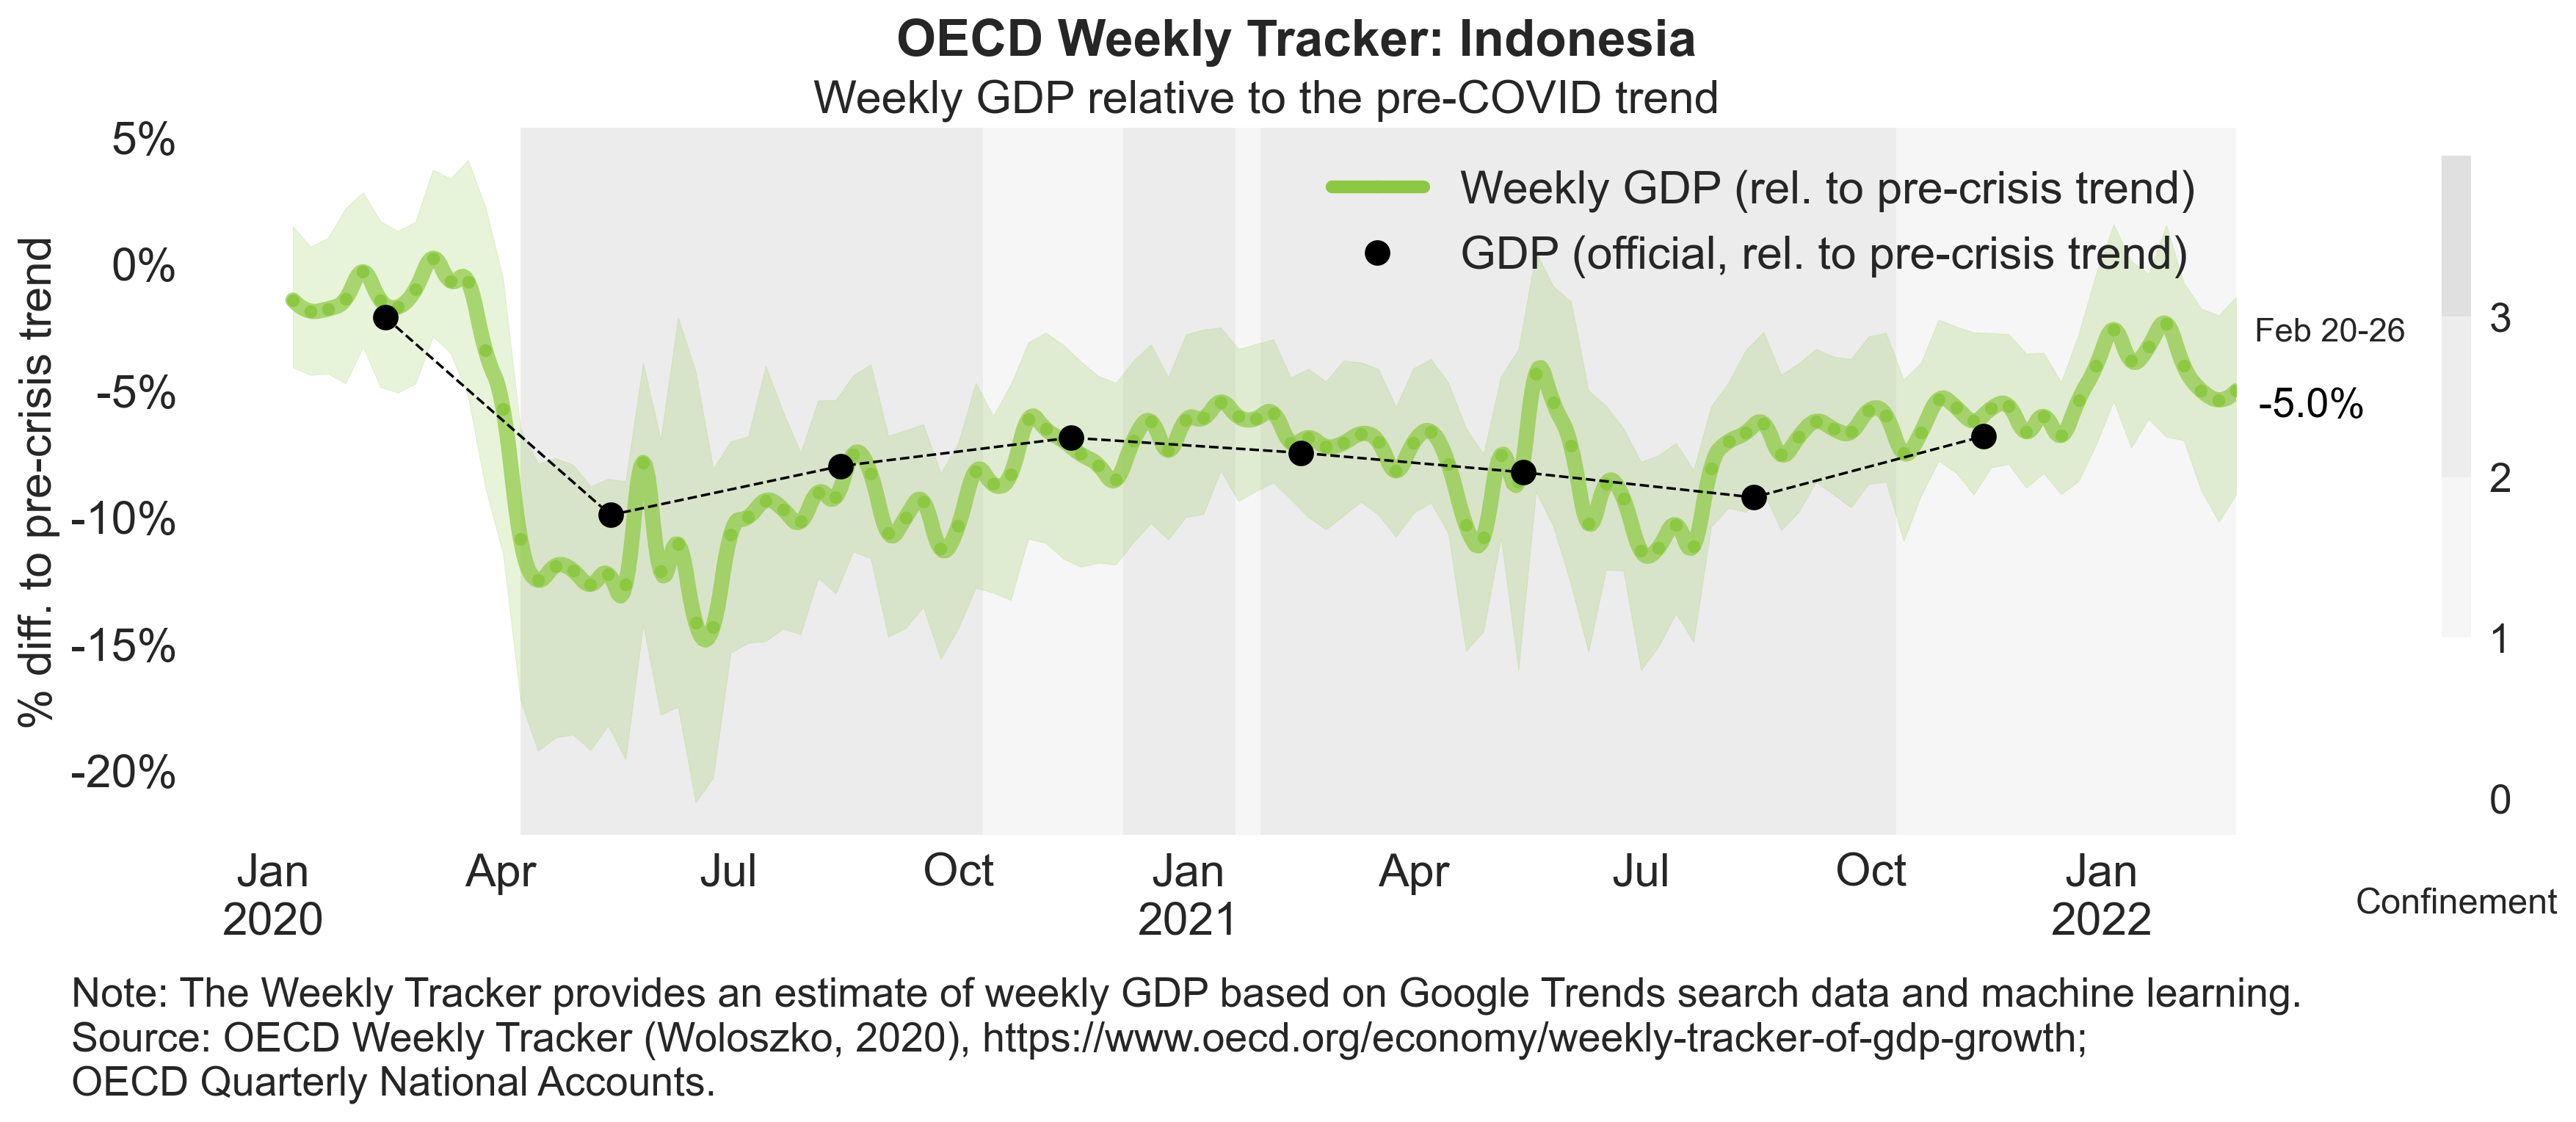 OECD Weekly Tracker: Indonesia
Weekly GDP relative to the pre-COVID trend
% diff. to pre-crisis trend
5%
0%
-5%
-10%
-15%
-20%
Weekly GDP (rel. to pre-crisis trend)
GDP (official, rel. to pre-crisis trend)
Feb 20-26
-5.0%
3
2
1
0
Confinement
Jan Apr Jul Oct Jan Apr Jul Oct Jan
2020 2021 2022
Note: The Weekly Tracker provides an estimate of weekly GDP based on Google Trends search data and machine learning.
Source: OECD Weekly Tracker (Woloszko, 2020), https://www.oecd.org/economy/weekly-tracker-of-gdp-growth;
OECD Quarterly National Accounts.